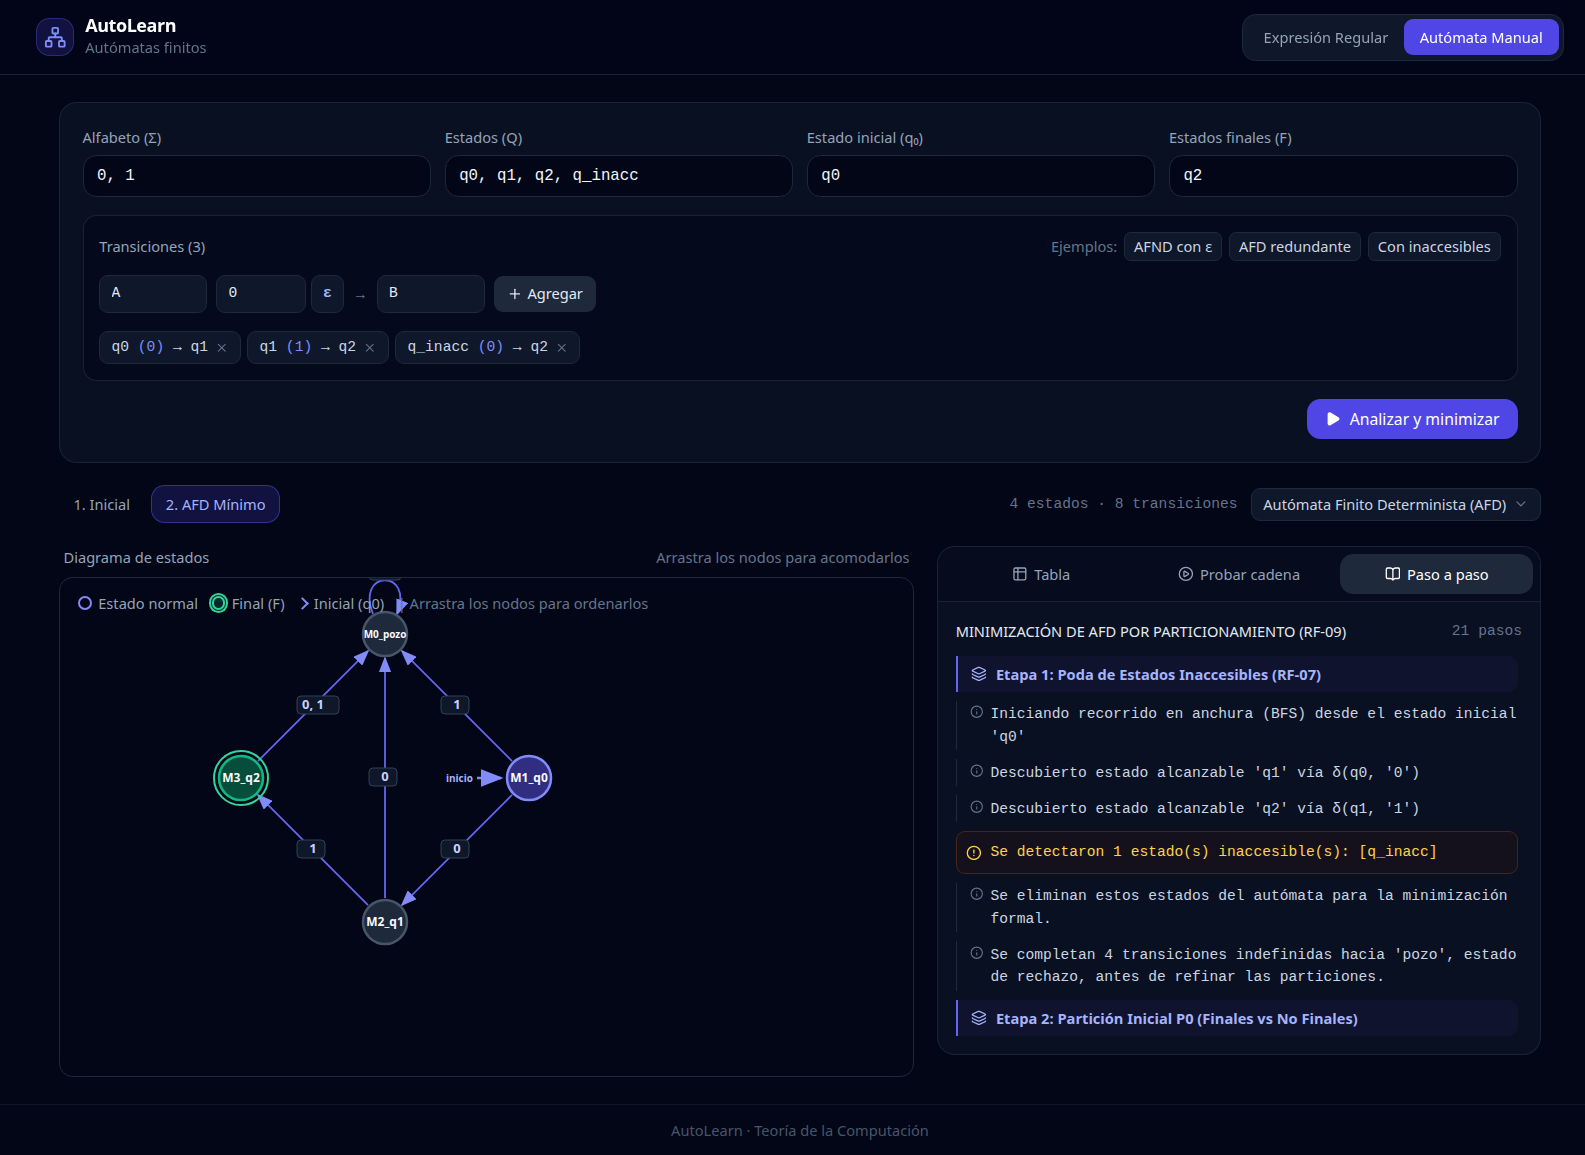 AutoLearn
Autómatas finitos
Expresión Regular
Autómata Manual
Alfabeto (Σ)
Estados (Q)
Estado inicial (q₀)
Estados finales (F)
0, 1
q0, q1, q2, q_inacc
q0
q2
Transiciones (3)
Ejemplos:
AFND con ε
AFD redundante
Con inaccesibles
A
0
ε
→
B
+ Agregar
q0 (0) → q1 ×
q1 (1) → q2 ×
q_inacc (0) → q2 ×
Analizar y minimizar
1. Inicial
2. AFD Mínimo
4 estados · 8 transiciones
Autómata Finito Determinista (AFD)
Diagrama de estados
Arrastra los nodos para acomodarlos
Estado normal
Final (F)
Inicial (q0)
Arrastra los nodos para ordenarlos
M0_pozo
0, 1
1
M3_q2
0
inicio
M1_q0
1
0
M2_q1
Tabla
Probar cadena
Paso a paso
MINIMIZACIÓN DE AFD POR PARTICIONAMIENTO (RF-09)
21 pasos
Etapa 1: Poda de Estados Inaccesibles (RF-07)
Iniciando recorrido en anchura (BFS) desde el estado inicial
'q0'
Descubierto estado alcanzable 'q1' vía δ(q0, '0')
Descubierto estado alcanzable 'q2' vía δ(q1, '1')
Se detectaron 1 estado(s) inaccesible(s): [q_inacc]
Se eliminan estos estados del autómata para la minimización
formal.
Se completan 4 transiciones indefinidas hacia 'pozo', estado
de rechazo, antes de refinar las particiones.
Etapa 2: Partición Inicial P0 (Finales vs No Finales)
AutoLearn · Teoría de la Computación